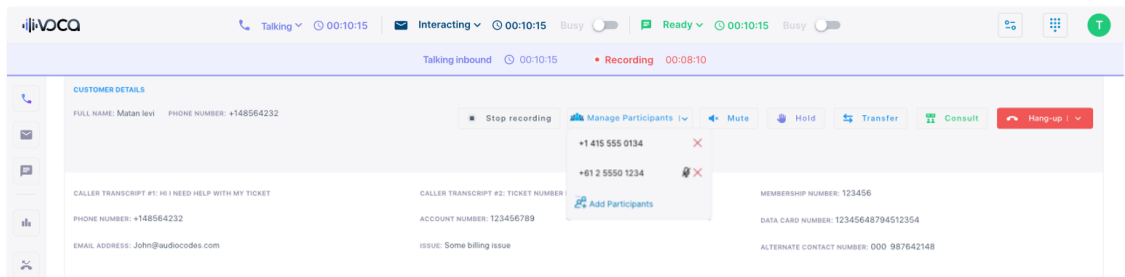 VOCA
Talking 00:10:15 Interacting 00:10:15 Busy Ready 00:10:15 Busy T
Talking inbound 00:10:15 • Recording 00:08:10
CUSTOMER DETAILS
FULL NAME: Matan levi PHONE NUMBER: +148564232
Stop recording Manage Participants Mute Hold Transfer Consult Hang-up
+1 415 555 0134
+61 2 5550 1234
Add Participants
CALLER TRANSCRIPT #1: HI I NEED HELP WITH MY TICKET CALLER TRANSCRIPT #2: TICKET NUMBER MEMBERSHIP NUMBER: 123456
PHONE NUMBER: +148564232 ACCOUNT NUMBER: 123456789 DATA CARD NUMBER: 12345648794512354
EMAIL ADDRESS: John@audiocodes.com ISSUE: Some billing issue ALTERNATE CONTACT NUMBER: 000 987642148